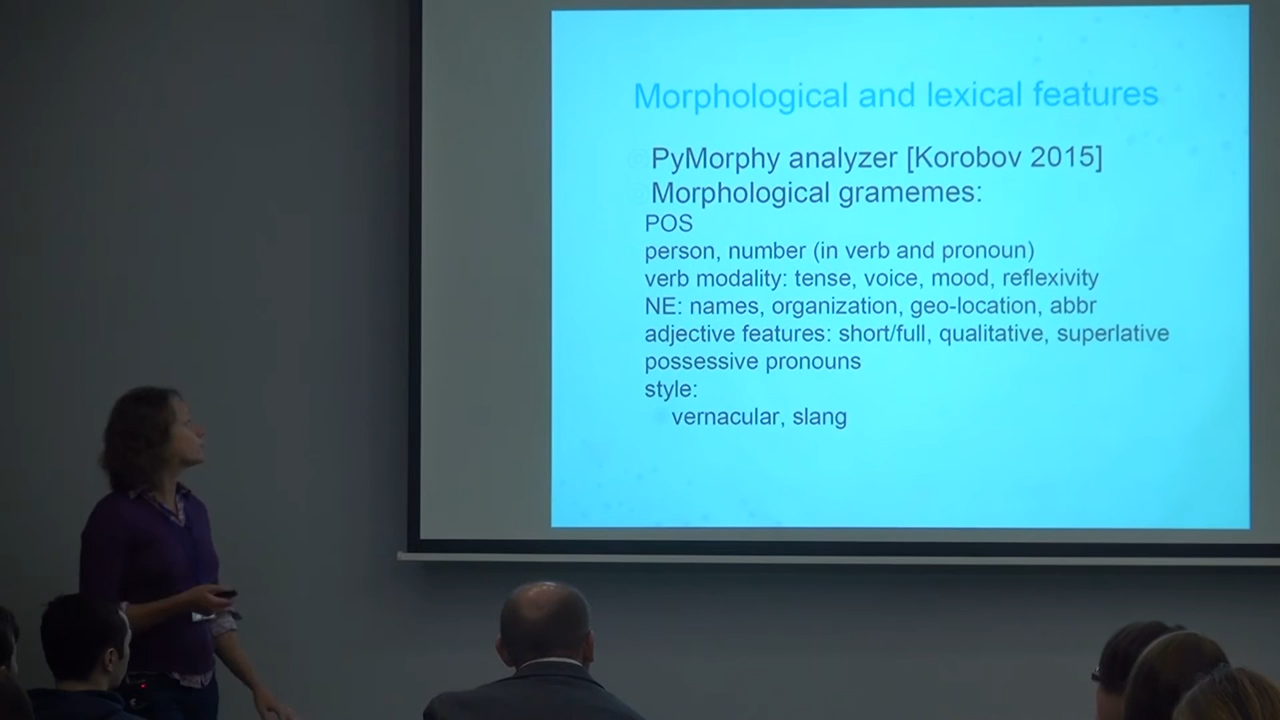 Morphological and lexical features
PyMorphy analyzer [Korobov 2015]
Morphological gramemes:
POS
person, number (in verb and pronoun)
verb modality: tense, voice, mood, reflexivity
NE: names, organization, geo-location, abbr
adjective features: short/full, qualitative, superlative
possessive pronouns
style:
vernacular, slang